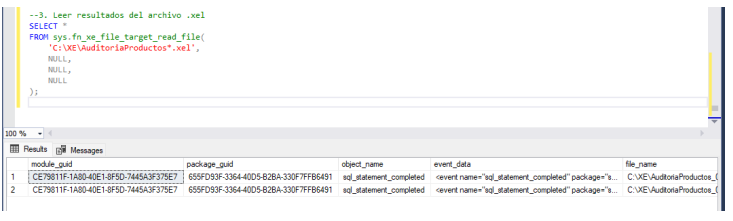 --3. Leer resultados del archivo .xel
SELECT *
FROM sys.fn_xe_file_target_read_file(
'C:\XE\AuditoriaProductos*.xel',
NULL,
NULL,
NULL
);
100 %
Results Messages
module_guid package_guid object_name event_data file_name
1 CE79811F-1A80-40E1-8F5D-7445A3F375E7 655FD93F-3364-40D5-B2BA-330F7FFB6491 sql_statement_completed <event name="sql_statement_completed" package="s... C:\XE\AuditoriaProductos_0
2 CE79811F-1A80-40E1-8F5D-7445A3F375E7 655FD93F-3364-40D5-B2BA-330F7FFB6491 sql_statement_completed <event name="sql_statement_completed" package="s... C:\XE\AuditoriaProductos_0